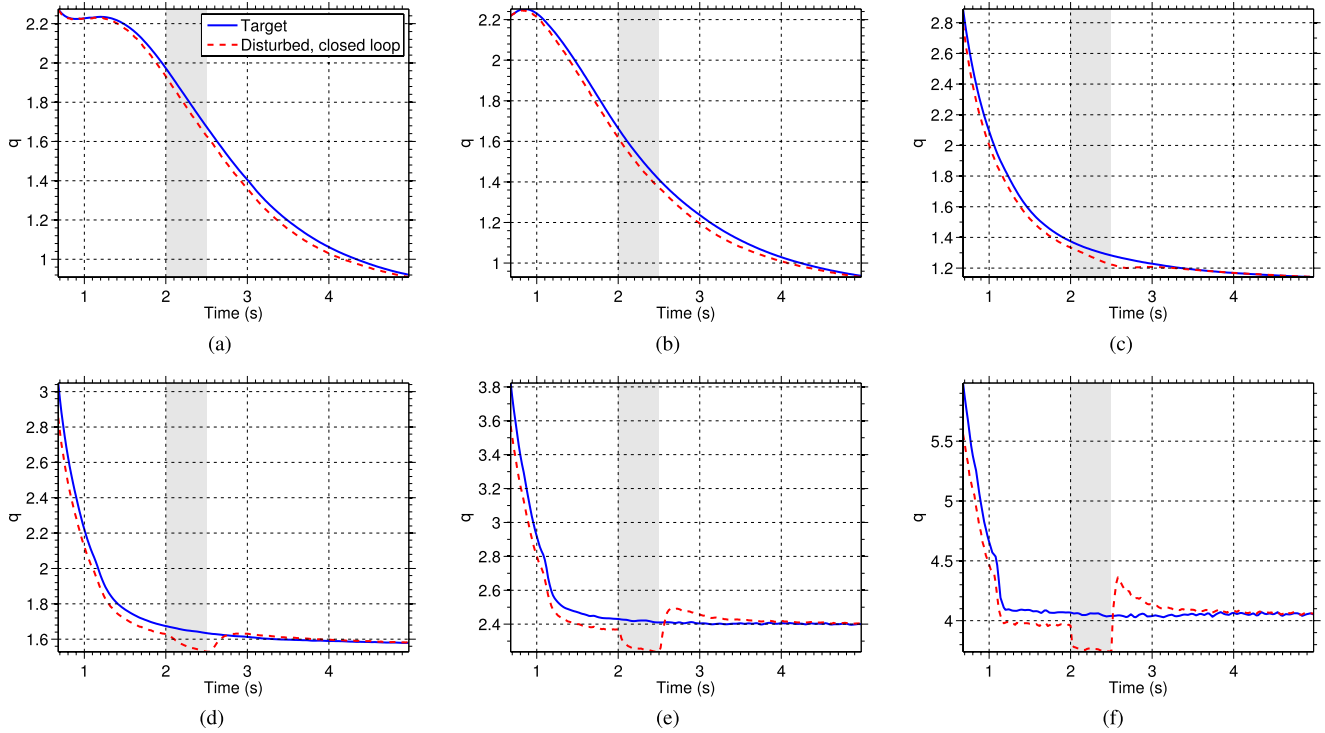 Target
Disturbed, closed loop
2.2
2
1.8
1.6
1.4
1.2
1
q
1 2 3 4
Time (s)
(a)
2.2
2
1.8
1.6
1.4
1.2
1
q
1 2 3 4
Time (s)
(b)
2.8
2.6
2.4
2.2
2
1.8
1.6
1.4
1.2
q
1 2 3 4
Time (s)
(c)
3
2.8
2.6
2.4
2.2
2
1.8
1.6
q
1 2 3 4
Time (s)
(d)
3.8
3.6
3.4
3.2
3
2.8
2.6
2.4
q
1 2 3 4
Time (s)
(e)
5.5
5
4.5
4
q
1 2 3 4
Time (s)
(f)